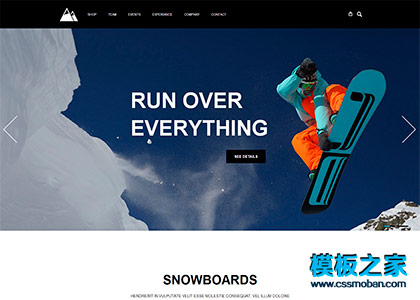 SHOP TEAM EVENTS EXPERIENCE COMPANY CONTACT
RUN OVER
EVERYTHING
SEE DETAILS
SNOWBOARDS
HENDRERIT IN VULPUTATE VELIT ESSE MOLESTIE CONSEQUAT, VEL ILLUM DOLORE
模板之家
www.cssmoban.com